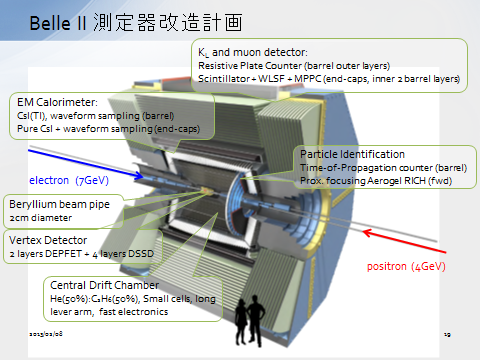 Belle II 測定器改造計画
KL and muon detector:
Resistive Plate Counter (barrel outer layers)
Scintillator + WLSF + MPPC (end-caps, inner 2 barrel layers)
EM Calorimeter:
CsI(Tl), waveform sampling (barrel)
Pure CsI + waveform sampling (end-caps)
Particle Identification
Time-of-Propagation counter (barrel)
Prox. focusing Aerogel RICH (fwd)
electron (7GeV)
Beryllium beam pipe
2cm diameter
Vertex Detector
2 layers DEPFET + 4 layers DSSD
positron (4GeV)
Central Drift Chamber
He(50%):C2H6(50%), Small cells, long
lever arm, fast electronics
2013/02/08
19